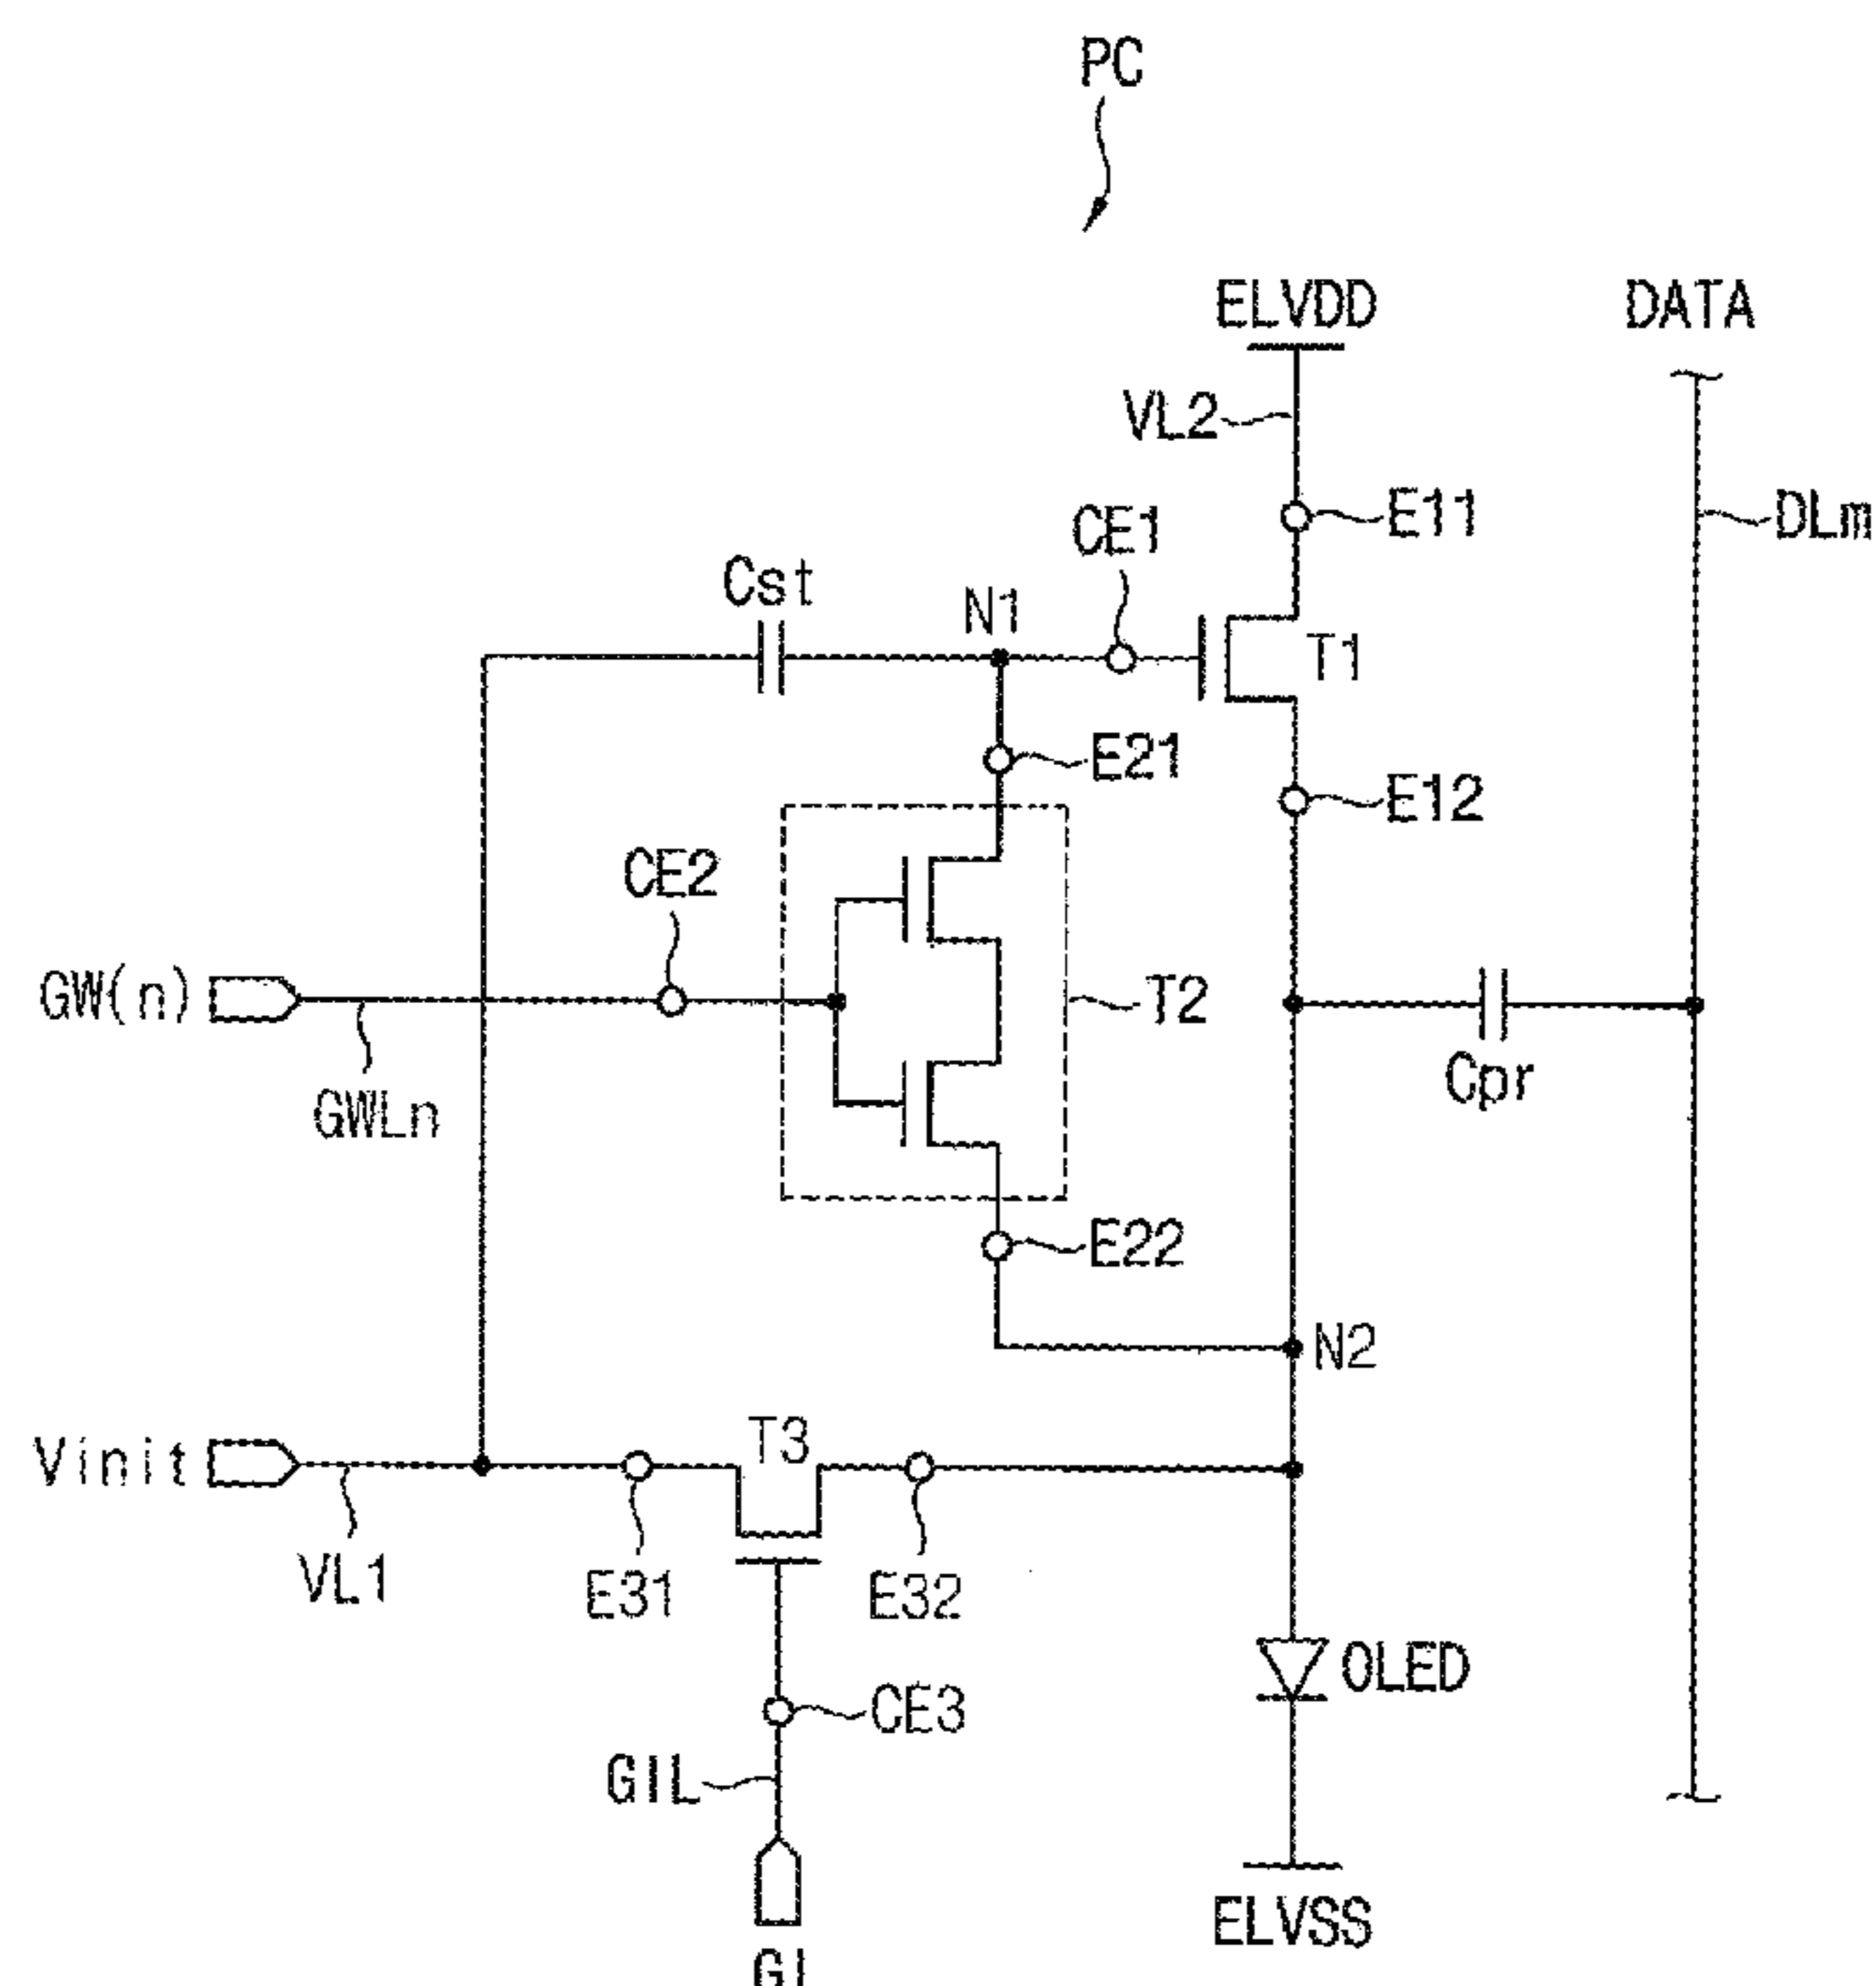 PC
ELVDD
DATA
VL2
E11
DLm
CE1
Cst
N1
T1
E21
E12
CE2
GW(n)
T2
GWLn
Cpr
E22
N2
Vinit
T3
VL1
E31
E32
OLED
CE3
GIL
GI
ELVSS